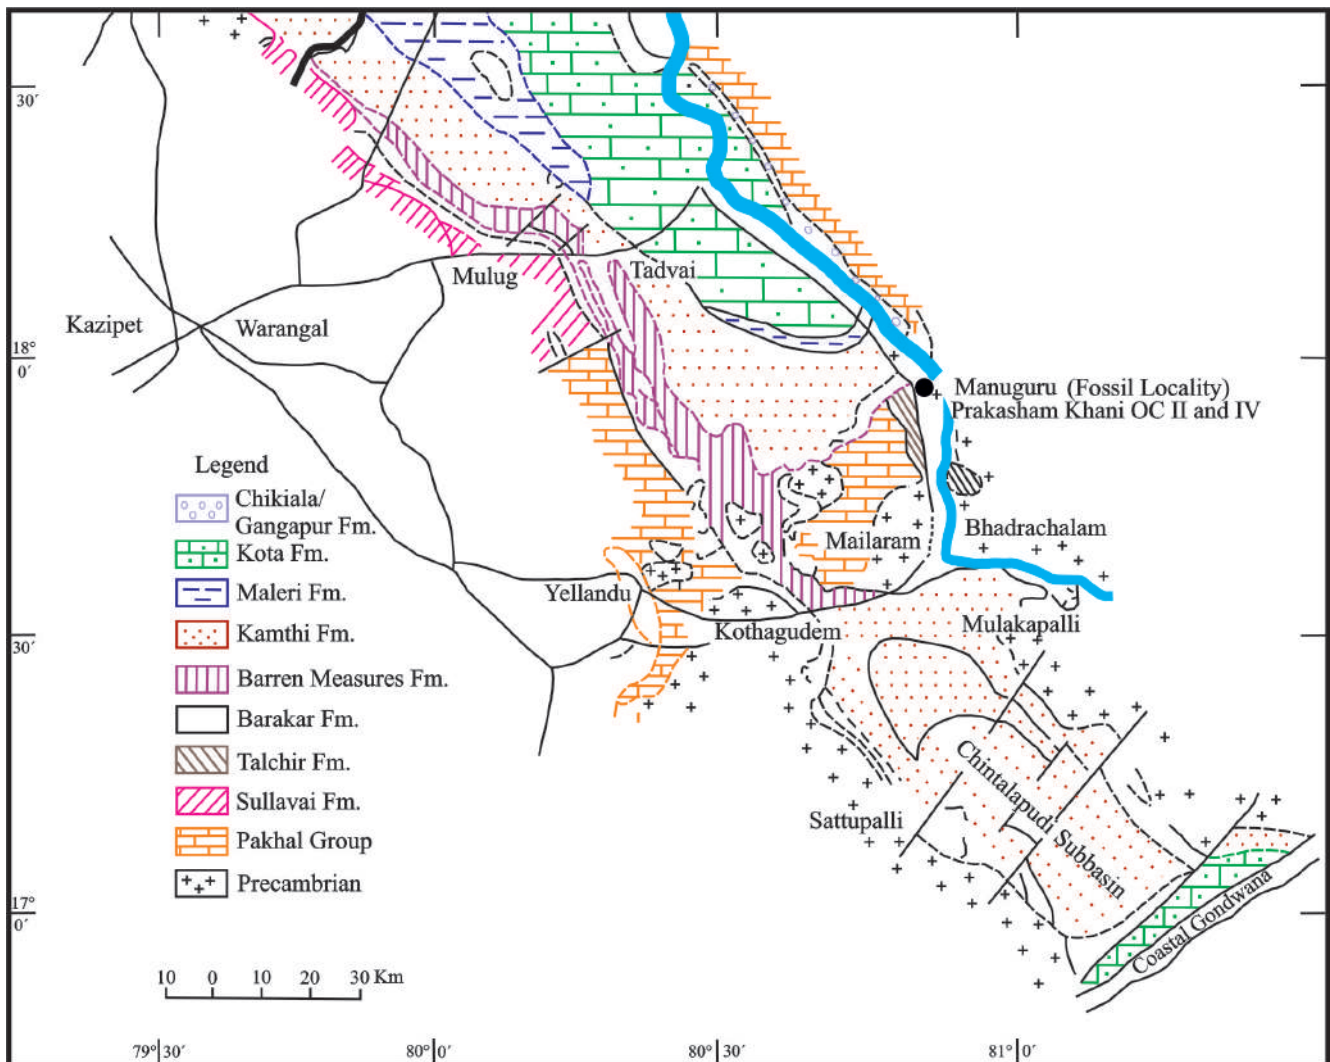 30′
Mulug
Tadvai
Kazipet
Warangal
18°
0′
Manuguru (Fossil Locality)
Prakasham Khani OC II and IV
Legend
Chikiala/
Gangapur Fm.
Kota Fm.
Maleri Fm.
Kamthi Fm.
Barren Measures Fm.
Barakar Fm.
Talchir Fm.
Sullavai Fm.
Pakhal Group
Precambrian
Mailaram
Bhadrachalam
Yellandu
Kothagudem
Mulakapalli
30′
Chintalapudi Subbasin
Sattupalli
17°
0′
Coastal Gondwana
10 0 10 20 30 Km
79°30′ 80°0′ 80°30′ 81°0′